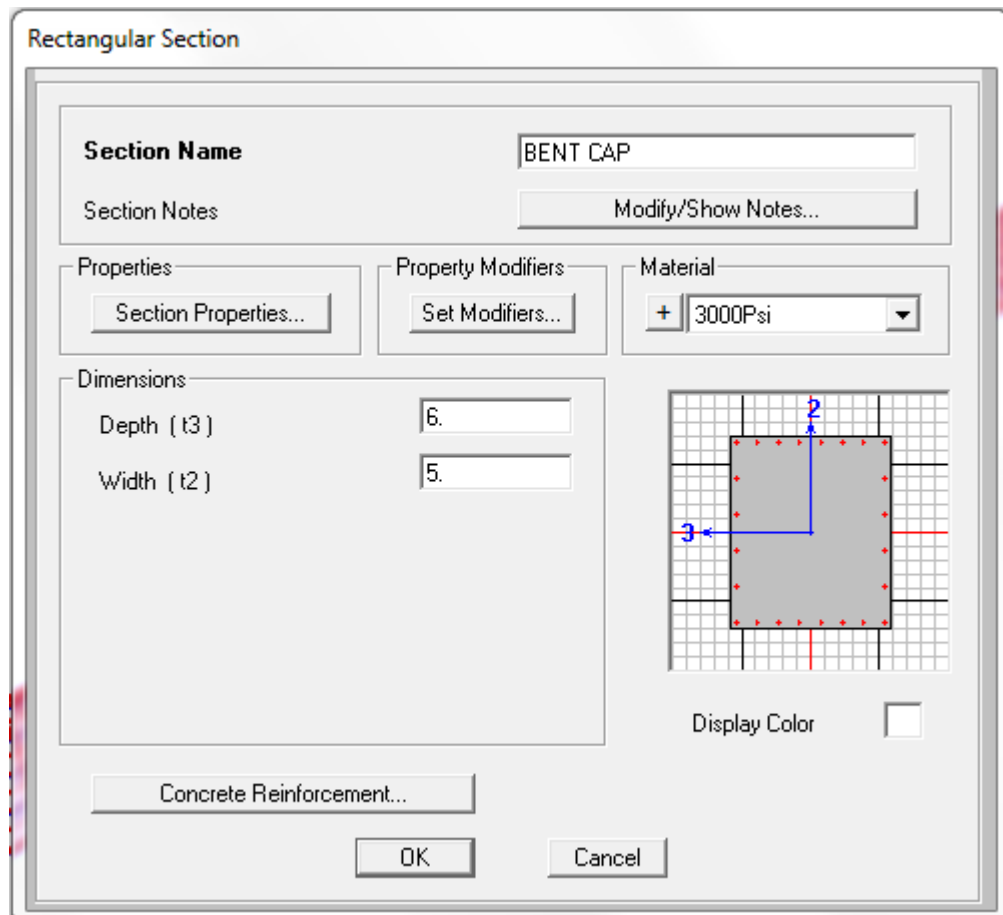 Rectangular Section
Section Name BENT CAP
Section Notes Modify/Show Notes...
Properties Property Modifiers Material
Section Properties... Set Modifiers... + 3000Psi
Dimensions
Depth ( t3 ) 6.
Width ( t2 ) 5.
2
3
Display Color
Concrete Reinforcement...
OK Cancel